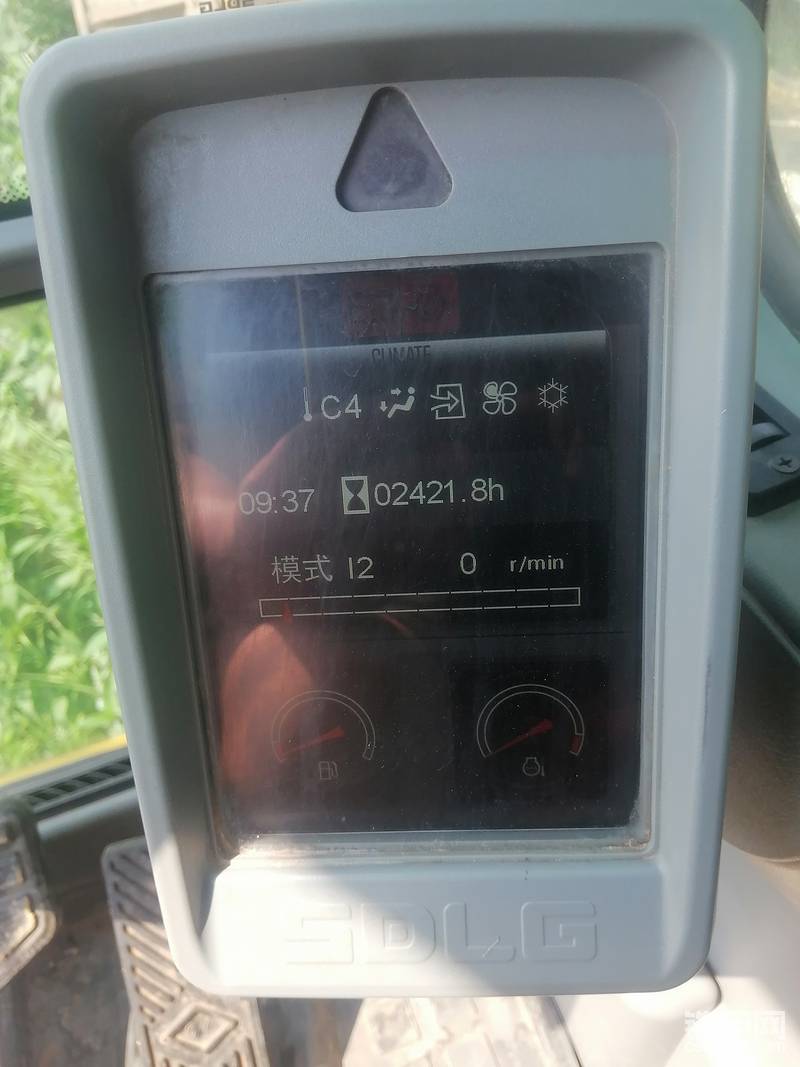 CLIMATE
C4
09:37 02421.8h
模式 I2 0 r/min
SDLG